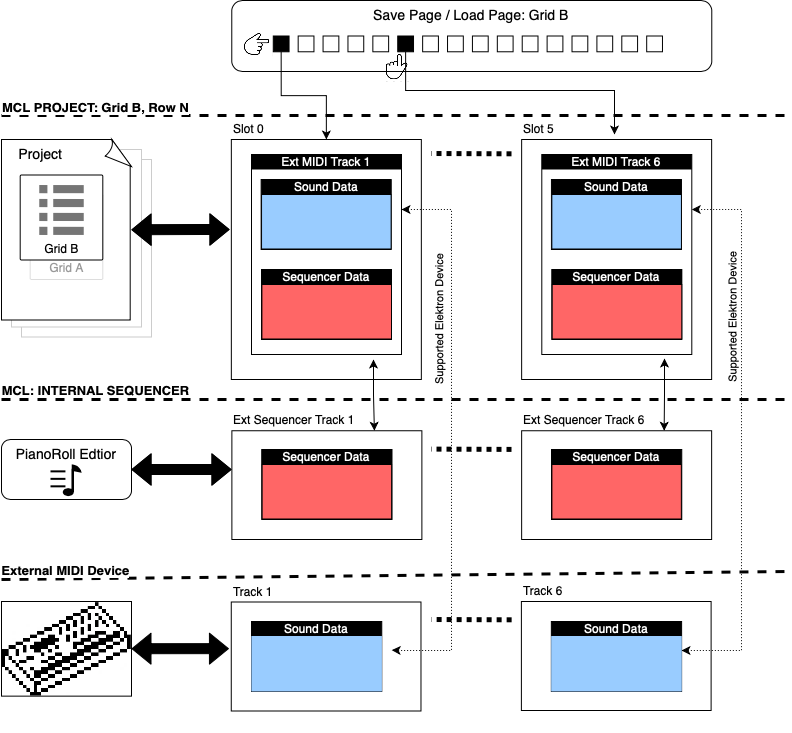 Save Page / Load Page: Grid B
MCL PROJECT: Grid B, Row N
Slot 0
Slot 5
Project
Grid B
Grid A
Ext MIDI Track 1
Sound Data
Sequencer Data
Ext MIDI Track 6
Sound Data
Sequencer Data
Supported Elektron Device
Supported Elektron Device
MCL: INTERNAL SEQUENCER
Ext Sequencer Track 1
Ext Sequencer Track 6
PianoRoll Edtior
Sequencer Data
Sequencer Data
External MIDI Device
Track 1
Track 6
Sound Data
Sound Data